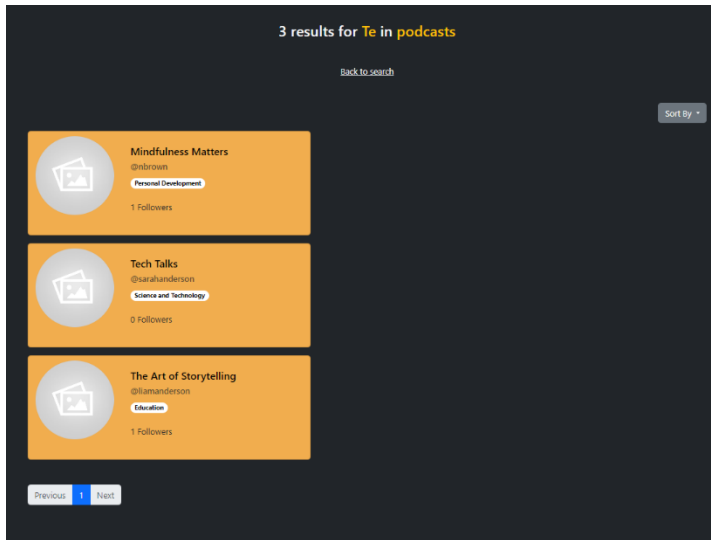 3 results for Te in podcasts
Back to search
Sort By
Mindfulness Matters
@nbrown
Personal Development
1 Followers
Tech Talks
@sarahanderson
Science and Technology
0 Followers
The Art of Storytelling
@liamanderson
Education
1 Followers
Previous 1 Next